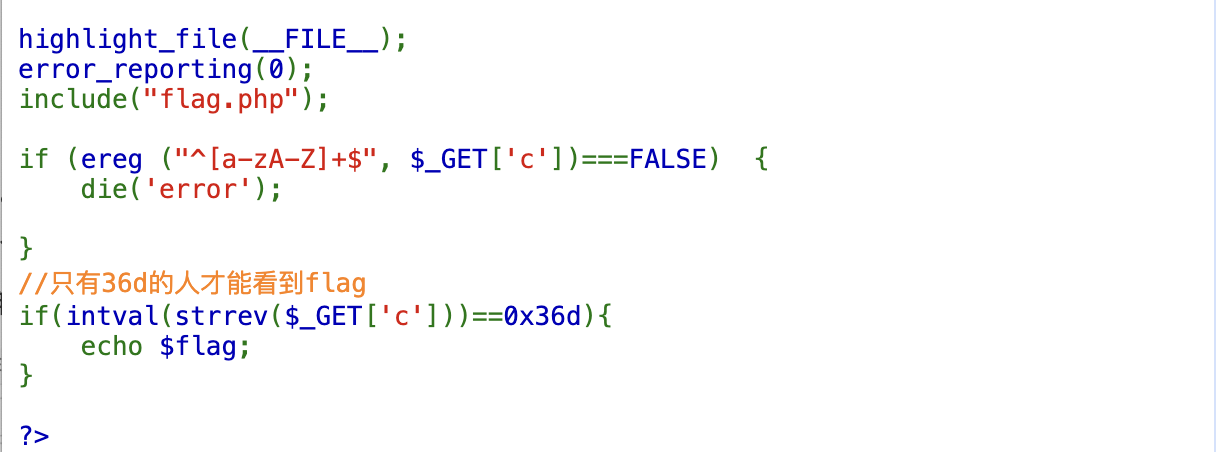 highlight_file(__FILE__);
error_reporting(0);
include("flag.php");
if (ereg ("^[a-zA-Z]+$", $_GET['c'])===FALSE)  {
    die('error');
}
//只有36d的人才能看到flag
if(intval(strrev($_GET['c']))==0x36d){
    echo $flag;
}
?>